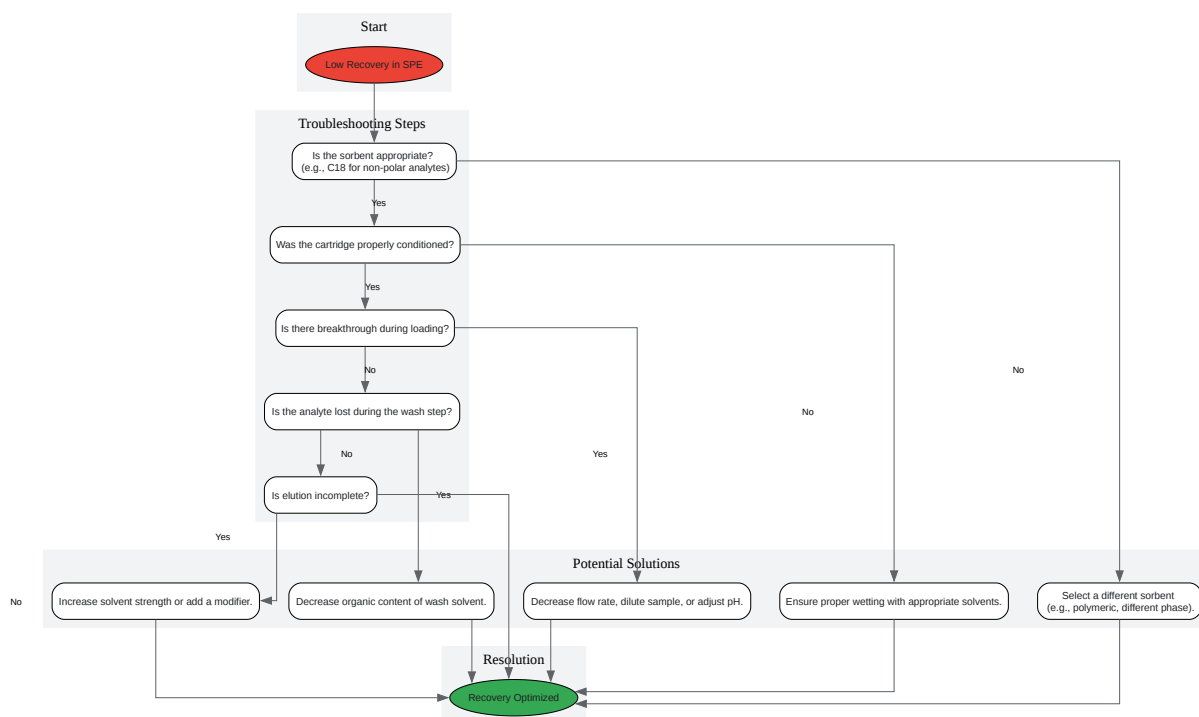 Start
Low Recovery in SPE
Troubleshooting Steps
Is the sorbent appropriate?
(e.g., C18 for non-polar analytes)
Yes
Was the cartridge properly conditioned?
Yes
Is there breakthrough during loading?
No
No
Is the analyte lost during the wash step?
No
No
Yes
Is elution incomplete?
Yes
Yes
Potential Solutions
No
Increase solvent strength or add a modifier.
Decrease organic content of wash solvent.
Decrease flow rate, dilute sample, or adjust pH.
Ensure proper wetting with appropriate solvents.
Select a different sorbent
(e.g., polymeric, different phase).
Resolution
Recovery Optimized